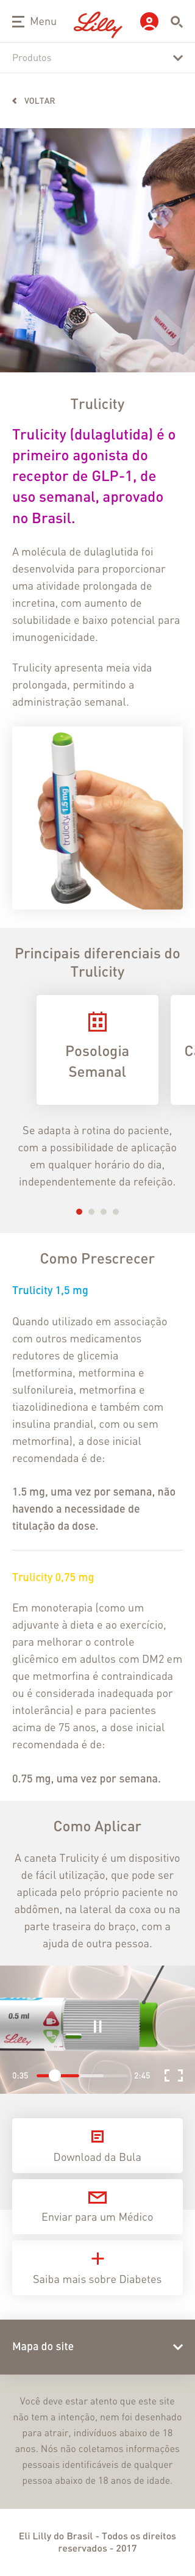 Menu
Lilly
Produtos
VOLTAR
Trulicity
Trulicity (dulaglutida) é o
primeiro agonista do
receptor de GLP-1, de
uso semanal, aprovado
no Brasil.
A molécula de dulaglutida foi
desenvolvida para proporcionar
uma atividade prolongada de
incretina, com aumento de
solubilidade e baixo potencial para
imunogenicidade.
Trulicity apresenta meia vida
prolongada, permitindo a
administração semanal.
trulicity 1,5 mg
Principais diferenciais do
Trulicity
Posologia
Semanal
Se adapta à rotina do paciente,
com a possibilidade de aplicação
em qualquer horário do dia,
independentemente da refeição.
Como Prescrecer
Trulicity 1,5 mg
Quando utilizado em associação
com outros medicamentos
redutores de glicemia
(metformina, metformina e
sulfonilureia, metmorfina e
tiazolidinediona e também com
insulina prandial, com ou sem
metmorfina), a dose inicial
recomendada é de:
1.5 mg, uma vez por semana, não
havendo a necessidade de
titulação da dose.
Trulicity 0,75 mg
Em monoterapia (como um
adjuvante à dieta e ao exercício,
para melhorar o controle
glicêmico em adultos com DM2 em
que metmorfina é contraindicada
ou é considerada inadequada por
intolerância) e para pacientes
acima de 75 anos, a dose inicial
recomendada é de:
0.75 mg, uma vez por semana.
Como Aplicar
A caneta Trulicity é um dispositivo
de fácil utilização, que pode ser
aplicada pelo próprio paciente no
abdômen, na lateral da coxa ou na
parte traseira do braço, com a
ajuda de outra pessoa.
0.5 ml
Lilly
0:35
2:45
Download da Bula
Enviar para um Médico
Saiba mais sobre Diabetes
Mapa do site
Você deve estar atento que este site
não tem a intenção, nem foi desenhado
para atrair, indivíduos abaixo de 18
anos. Nós não coletamos informações
pessoais identificáveis de qualquer
pessoa abaixo de 18 anos de idade.
Eli Lilly do Brasil - Todos os direitos
reservados - 2017